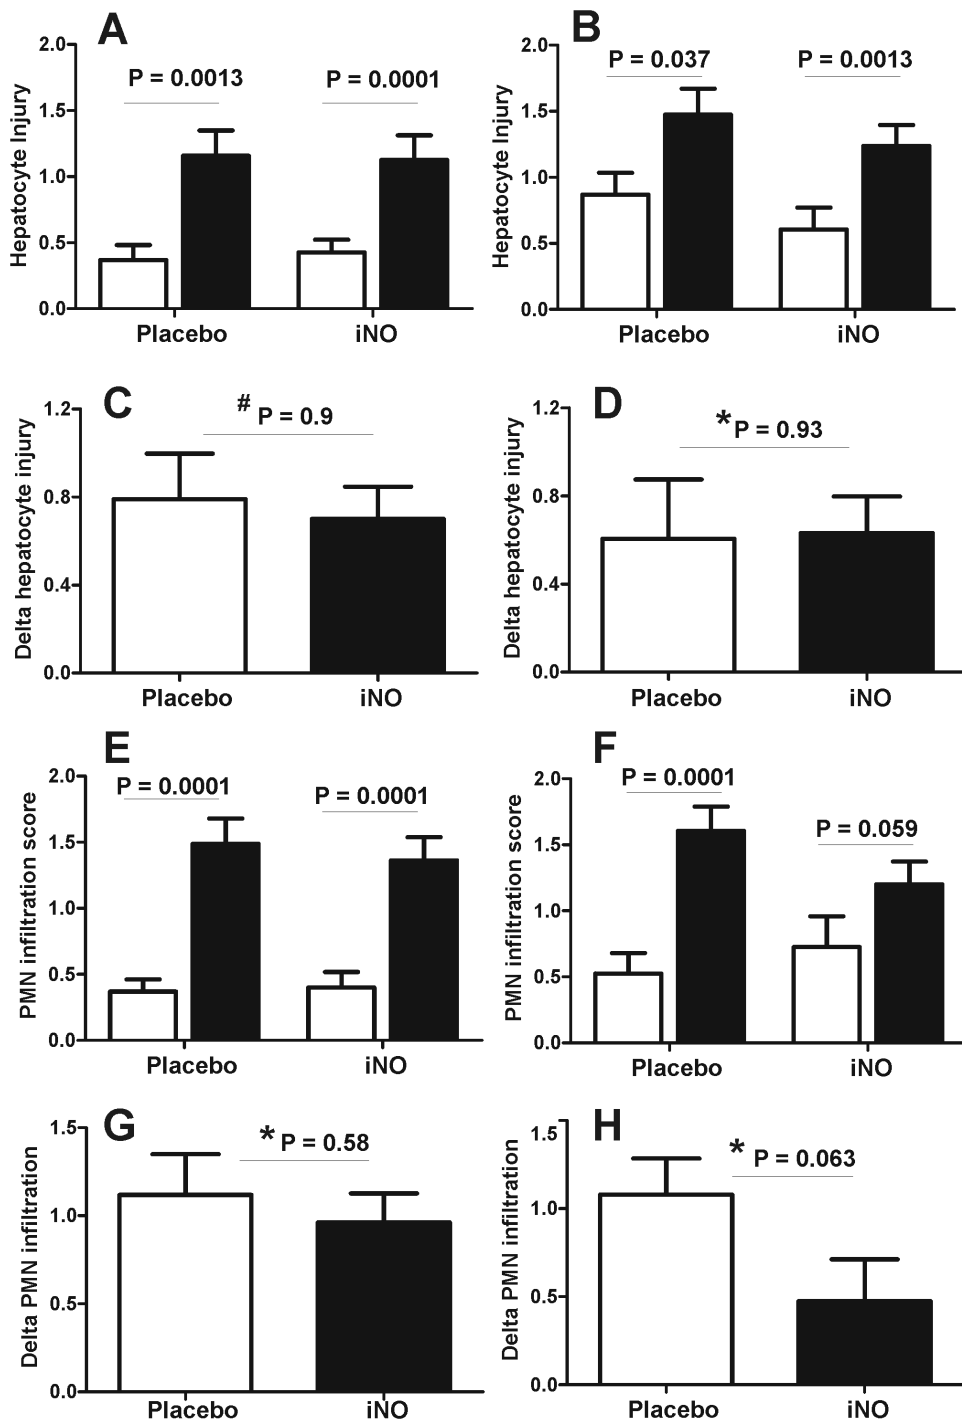 A
Hepatocyte Injury
2.0
1.5
1.0
0.5
0.0
P = 0.0013
P = 0.0001
Placebo
iNO
B
Hepatocyte Injury
2.0
1.5
1.0
0.5
0.0
P = 0.037
P = 0.0013
Placebo
iNO
C
Delta hepatocyte injury
1.2
0.8
0.4
0.0
# P = 0.9
Placebo
iNO
D
Delta hepatocyte injury
1.2
0.8
0.4
0.0
* P = 0.93
Placebo
iNO
E
PMN infiltration score
2.0
1.5
1.0
0.5
0.0
P = 0.0001
P = 0.0001
Placebo
iNO
F
PMN infiltration score
2.0
1.5
1.0
0.5
0.0
P = 0.0001
P = 0.059
Placebo
iNO
G
Delta PMN infiltration
1.5
1.0
0.5
0.0
* P = 0.58
Placebo
iNO
H
Delta PMN infiltration
1.5
1.0
0.5
0.0
* P = 0.063
Placebo
iNO